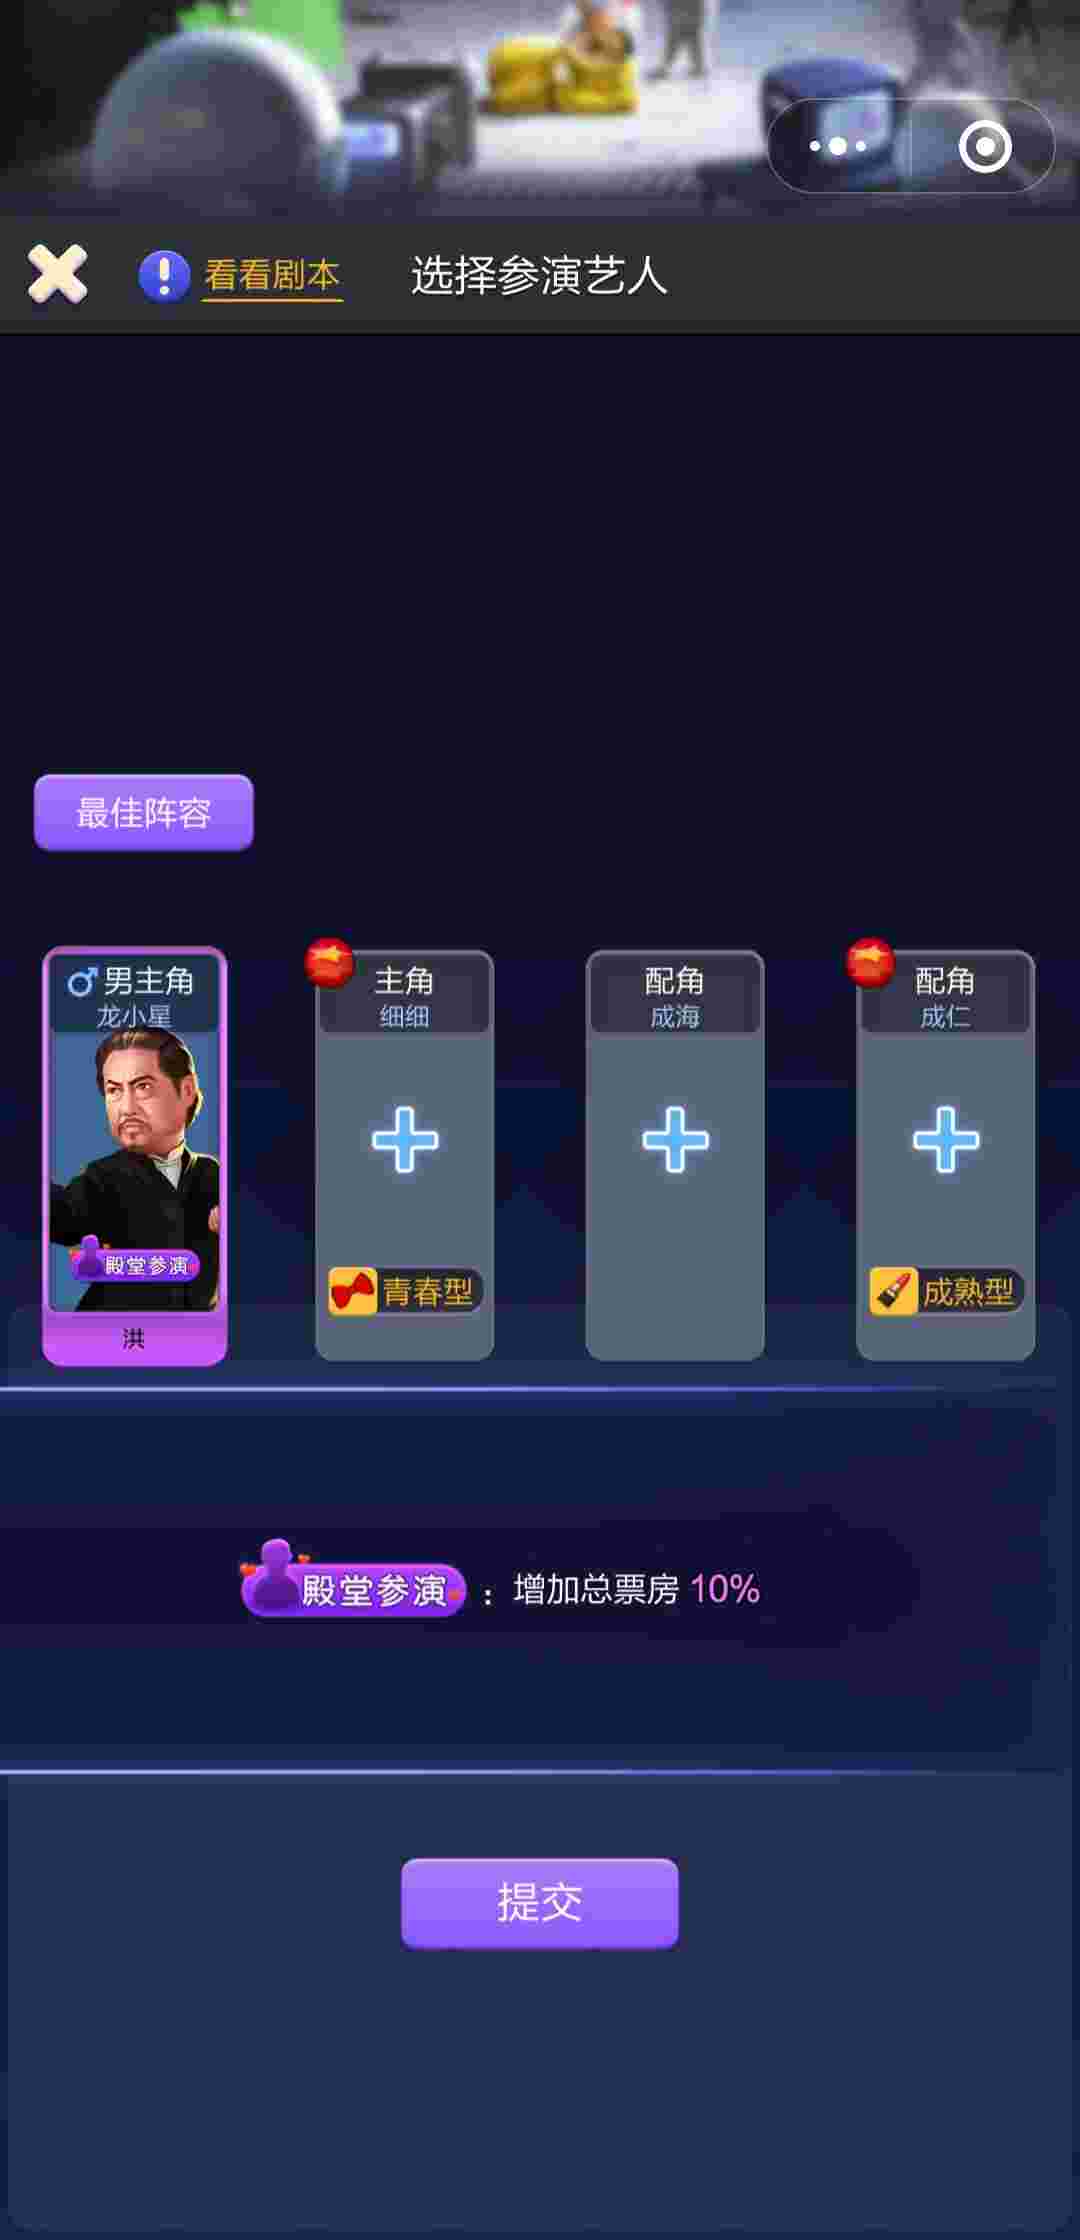 看看剧本
选择参演艺人
最佳阵容
男主角
龙小星
殿堂参演
洪
主角
细细
青春型
配角
成海
配角
成仁
成熟型
殿堂参演：增加总票房 10%
提交